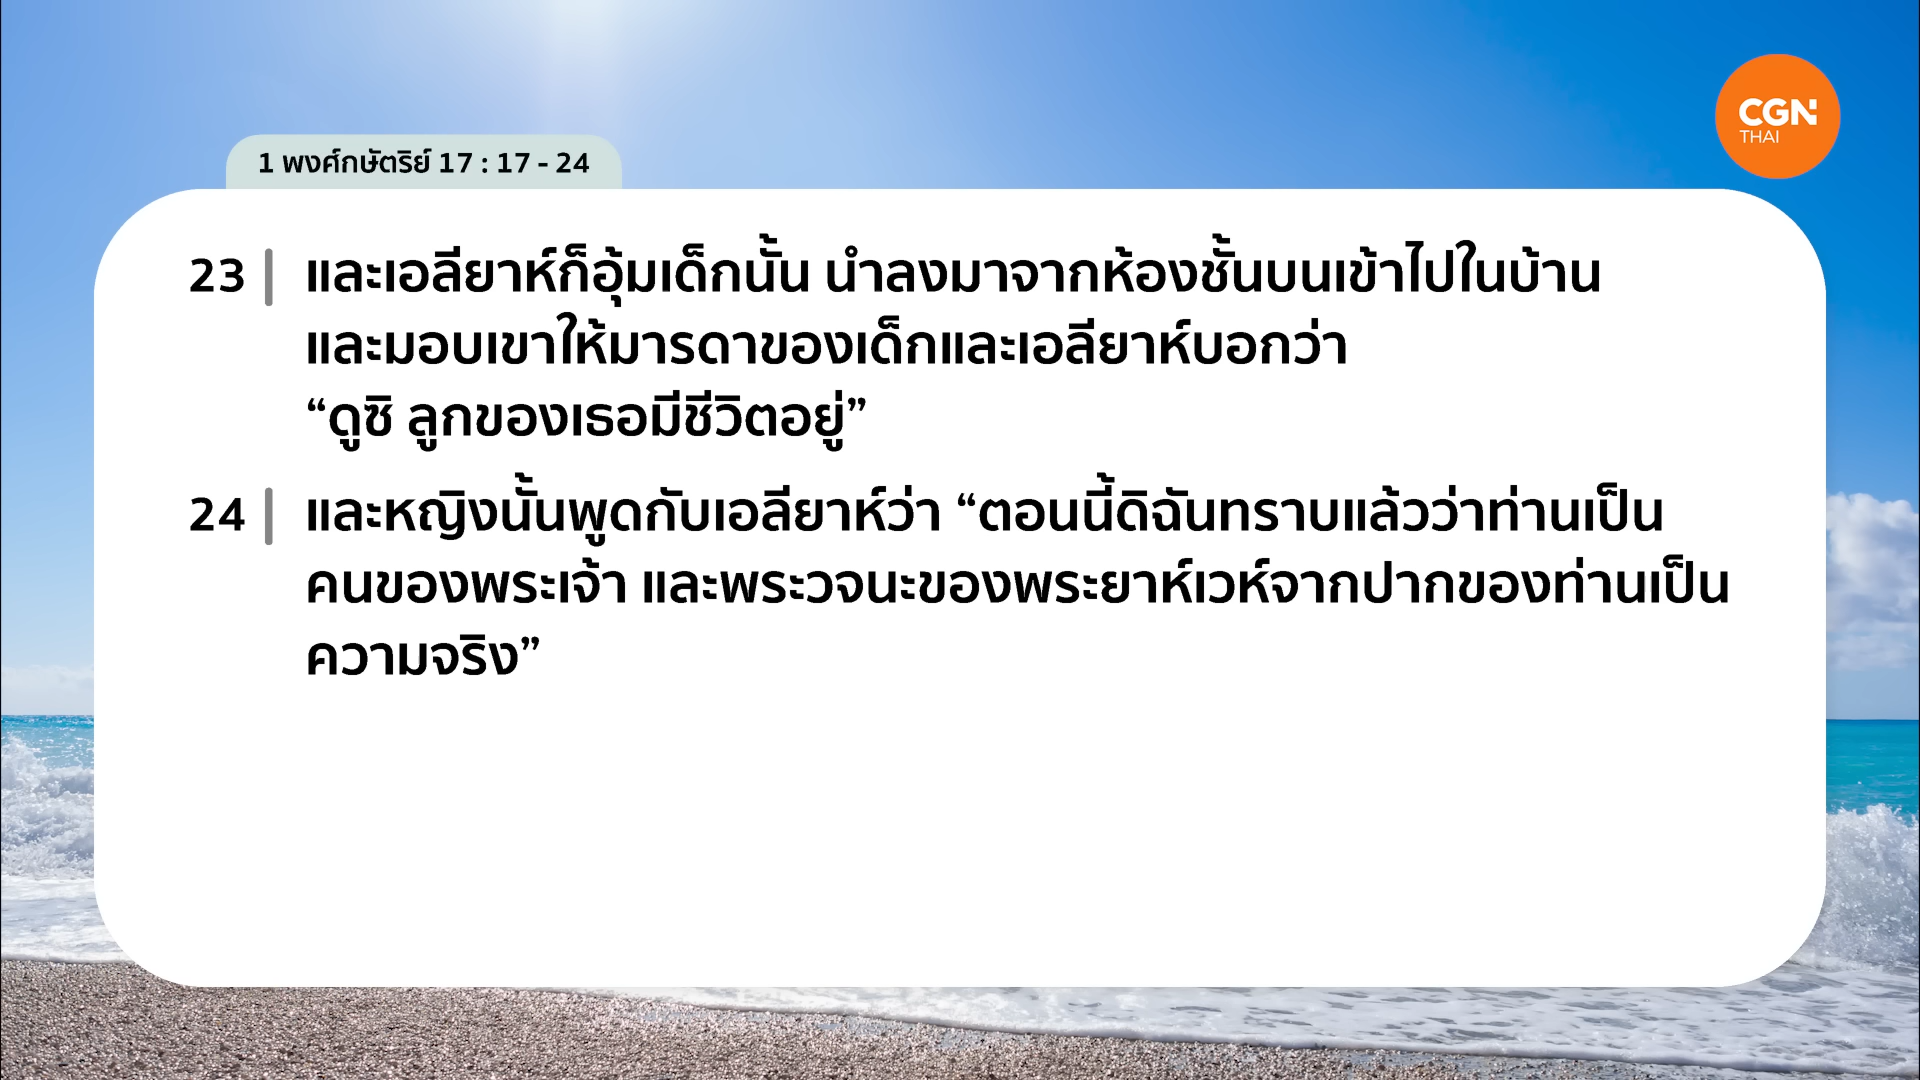 CGN
THAI
1 พงศ์กษัตริย์ 17 : 17 - 24
23 และเอลียาห์ก็อุ้มเด็กนั้น นำลงมาจากห้องชั้นบนเข้าไปในบ้าน
และมอบเขาให้มารดาของเด็กและเอลียาห์บอกว่า
“ดูซิ ลูกของเธอมีชีวิตอยู่”
24 และหญิงนั้นพูดกับเอลียาห์ว่า “ตอนนี้ดิฉันทราบแล้วว่าท่านเป็น
คนของพระเจ้า และพระวจนะของพระยาห์เวห์จากปากของท่านเป็น
ความจริง”